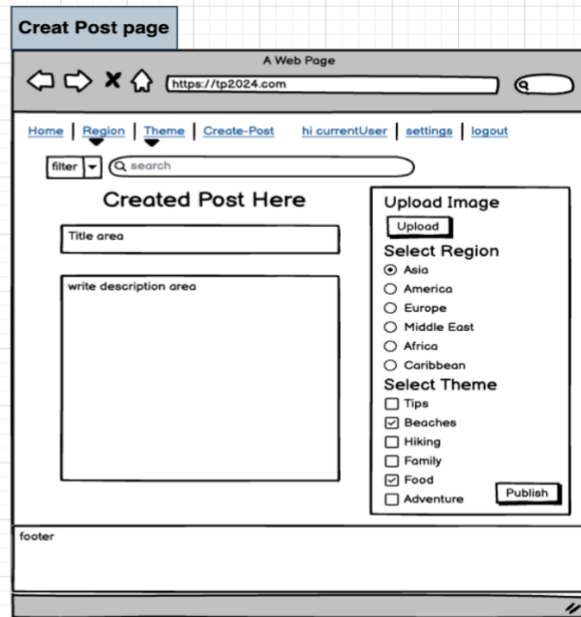 Creat Post page
A Web Page
https://tp2024.com
Home | Region | Theme | Create-Post hi currentUser | settings | logout
filter search
Created Post Here
Title area
write description area
Upload Image
Upload
Select Region
Asia
America
Europe
Middle East
Africa
Caribbean
Select Theme
Tips
Beaches
Hiking
Family
Food
Adventure
Publish
footer